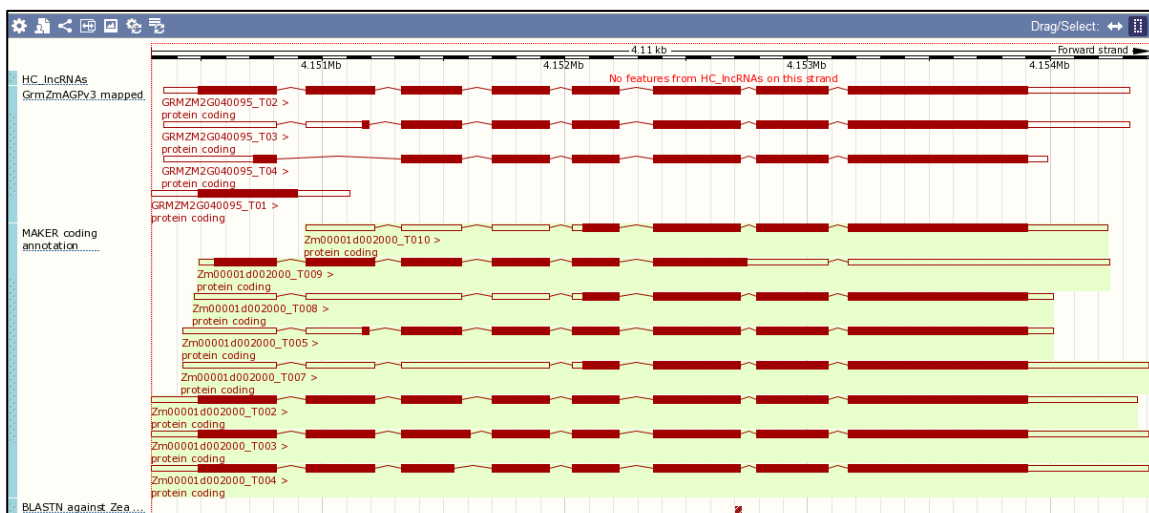 Drag/Select:
4.11 kb
Forward strand
4.151Mb
4.152Mb
4.153Mb
4.154Mb
HC_lncRNAs
No features from HC_lncRNAs on this strand
GrmZmAGPv3 mapped
GRMZM2G040095_T02 >
protein coding
GRMZM2G040095_T03 >
protein coding
GRMZM2G040095_T04 >
protein coding
GRMZM2G040095_T01 >
protein coding
MAKER coding
annotation
Zm00001d002000_T010 >
protein coding
Zm00001d002000_T009 >
protein coding
Zm00001d002000_T008 >
protein coding
Zm00001d002000_T005 >
protein coding
Zm00001d002000_T007 >
protein coding
Zm00001d002000_T002 >
protein coding
Zm00001d002000_T003 >
protein coding
Zm00001d002000_T004 >
protein coding
BLASTN against Zea ...